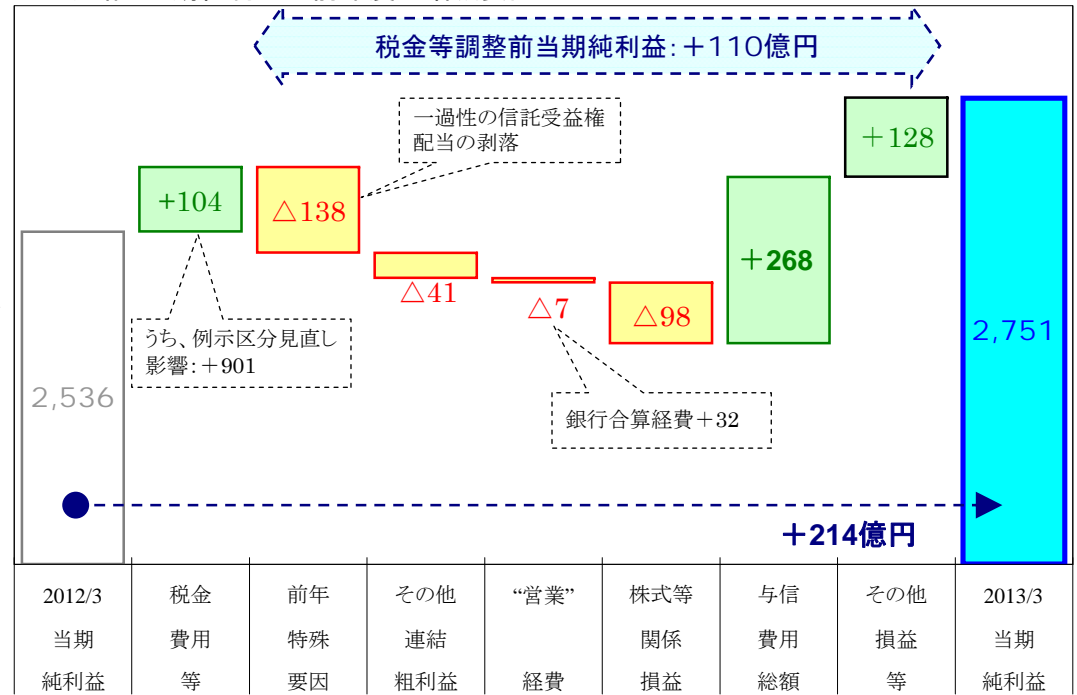 税金等調整前当期純利益：＋110億円
一過性の信託受益権
配当の剥落
＋128
+104
△138
＋268
△41
△7
△98
うち、例示区分見直し
影響：＋901
2,751
2,536
銀行合算経費＋32
＋214億円
2012/3
当期
純利益
税金
費用
等
前年
特殊
要因
その他
連結
粗利益
“営業”
経費
株式等
関係
損益
与信
費用
総額
その他
損益
等
2013/3
当期
純利益